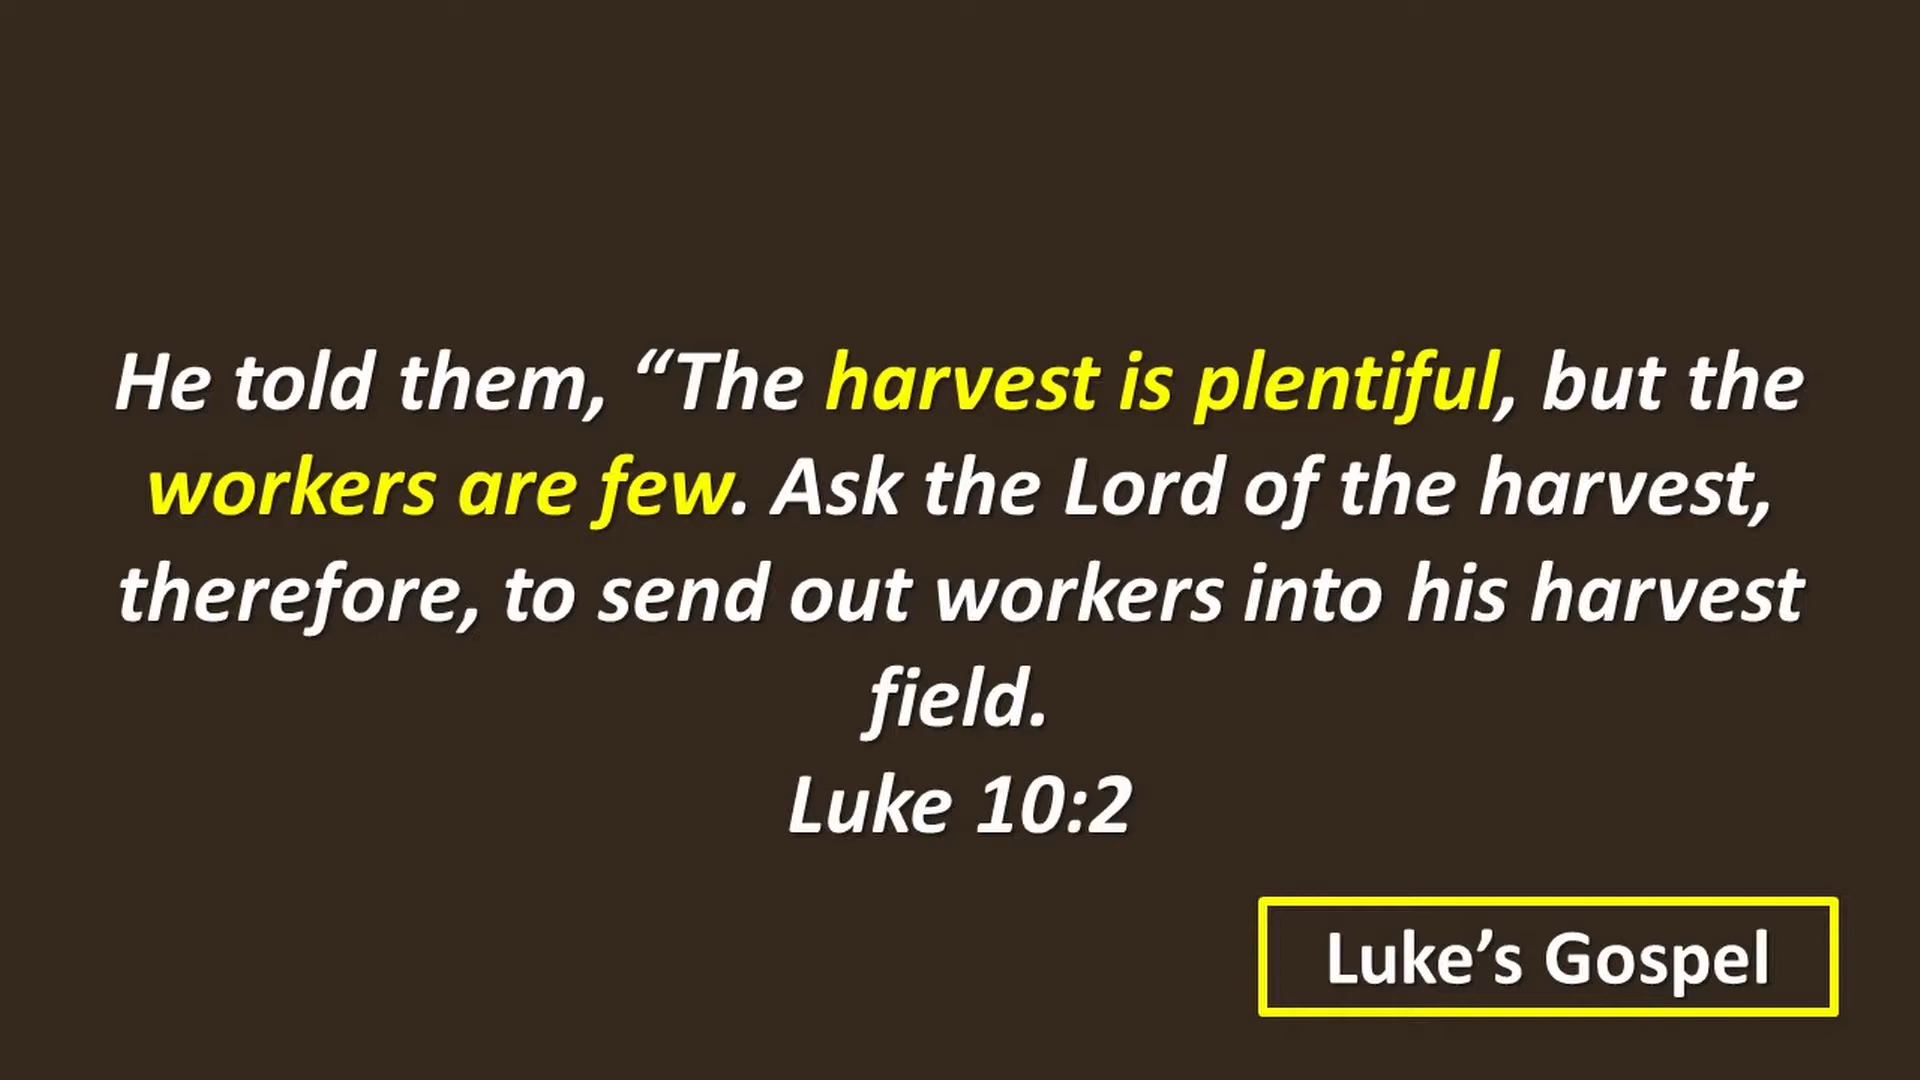 He told them, “The harvest is plentiful, but the
workers are few. Ask the Lord of the harvest,
therefore, to send out workers into his harvest
field.
Luke 10:2
Luke’s Gospel